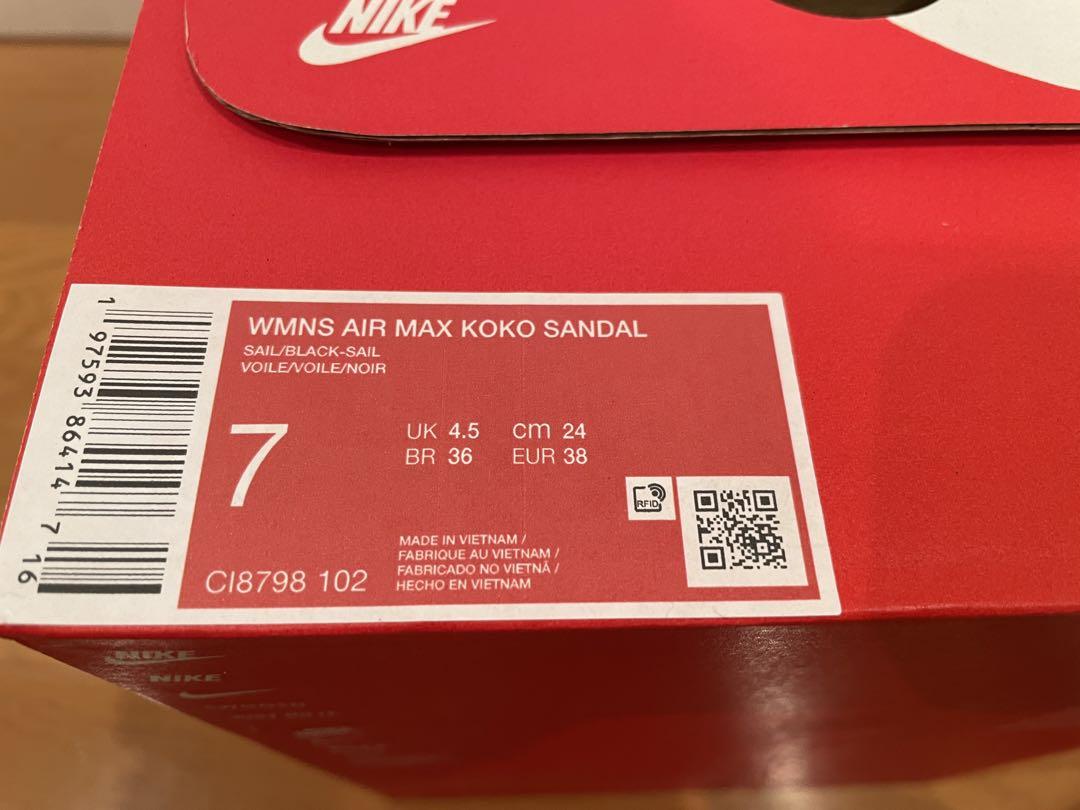 NIKE
WMNS AIR MAX KOKO SANDAL
SAIL/BLACK-SAIL
VOILE/VOILE/NOIR
7
UK 4.5 cm 24
BR 36 EUR 38
RFID
MADE IN VIETNAM /
FABRIQUE AU VIETNAM /
FABRICADO NO VIETNÃ /
HECHO EN VIETNAM
CI8798 102
1 97593 86414 7 16
NIKE
NIKE